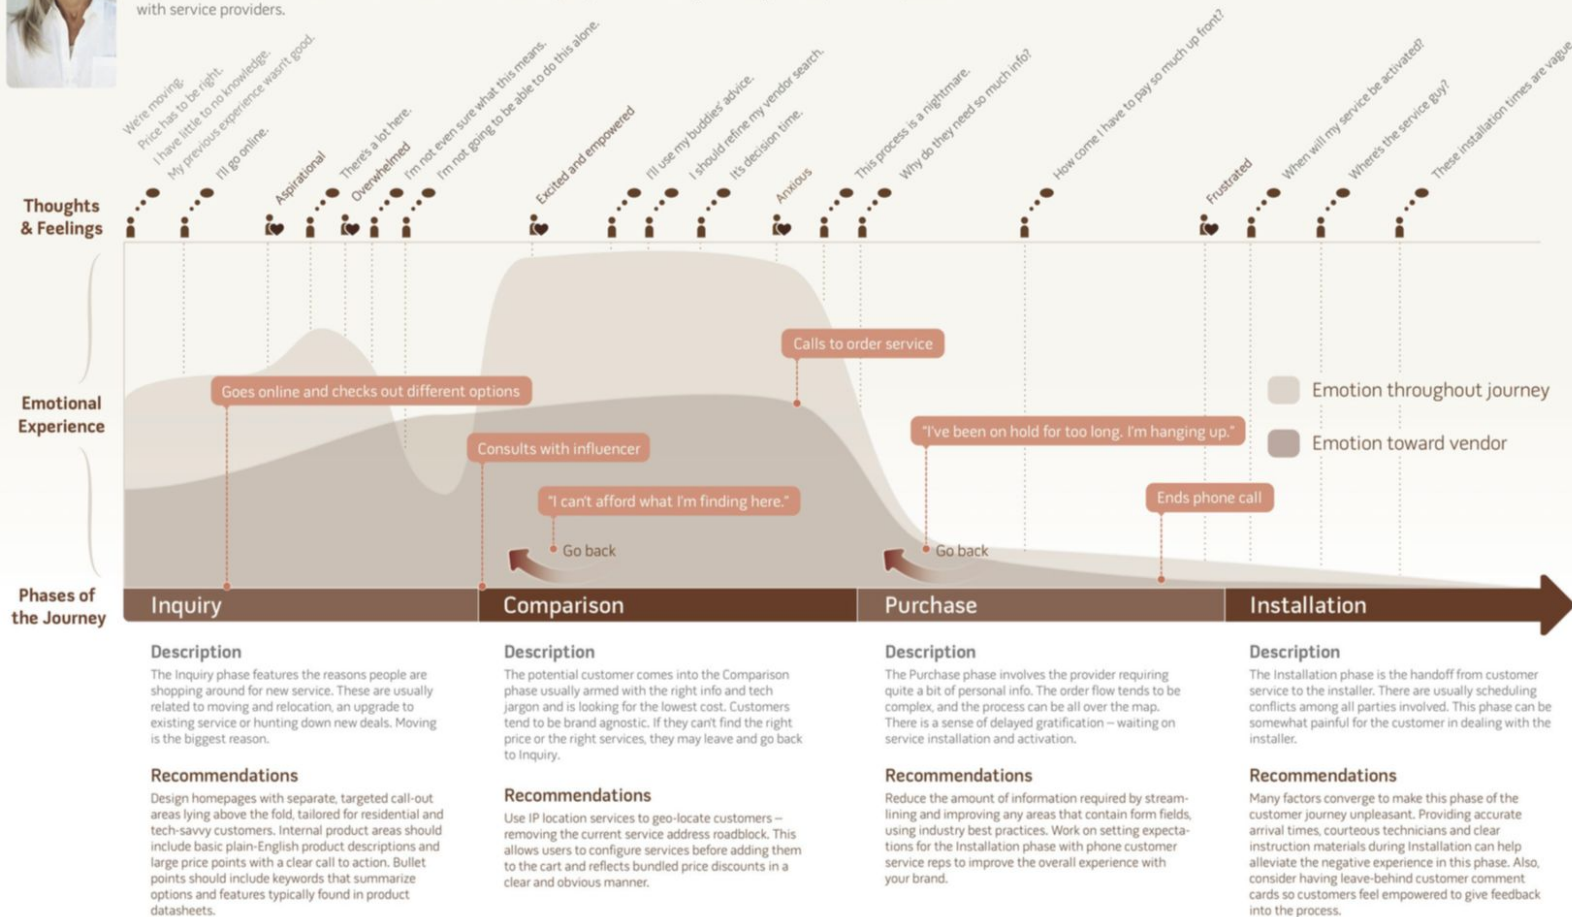 with service providers.
We're moving.
Price has to be right.
I have little to no knowledge.
My previous experience wasn't good.
I'll go online.
Aspirational
There's a lot here.
Overwhelmed
I'm not even sure what this means.
I'm not going to be able to do this alone.
Excited and empowered
I'll use my buddies' advice.
I should refine my vendor search.
It's decision time.
Anxious
This process is a nightmare.
Why do they need so much info?
How come I have to pay so much up front?
Frustrated
When will my service be activated?
Where's the service guy?
These installation times are vague
Thoughts
& Feelings
Emotional
Experience
Goes online and checks out different options
Consults with influencer
"I can't afford what I'm finding here."
Go back
Calls to order service
"I've been on hold for too long. I'm hanging up."
Go back
Ends phone call
Emotion throughout journey
Emotion toward vendor
Phases of
the Journey
Inquiry
Comparison
Purchase
Installation
Description
The Inquiry phase features the reasons people are
shopping around for new service. These are usually
related to moving and relocation, an upgrade to
existing service or hunting down new deals. Moving
is the biggest reason.
Recommendations
Design homepages with separate, targeted call-out
areas lying above the fold, tailored for residential and
tech-savvy customers. Internal product areas should
include basic plain-English product descriptions and
large price points with a clear call to action. Bullet
points should include keywords that summarize
options and features typically found in product
datasheets.
Description
The potential customer comes into the Comparison
phase usually armed with the right info and tech
jargon and is looking for the lowest cost. Customers
tend to be brand agnostic. If they can't find the right
price or the right services, they may leave and go back
to Inquiry.
Recommendations
Use IP location services to geo-locate customers –
removing the current service address roadblock. This
allows users to configure services before adding them
to the cart and reflects bundled price discounts in a
clear and obvious manner.
Description
The Purchase phase involves the provider requiring
quite a bit of personal info. The order flow tends to be
complex, and the process can be all over the map.
There is a sense of delayed gratification – waiting on
service installation and activation.
Recommendations
Reduce the amount of information required by stream-
lining and improving any areas that contain form fields,
using industry best practices. Work on setting expecta-
tions for the Installation phase with phone customer
service reps to improve the overall experience with
your brand.
Description
The Installation phase is the handoff from customer
service to the installer. There are usually scheduling
conflicts among all parties involved. This phase can be
somewhat painful for the customer in dealing with the
installer.
Recommendations
Many factors converge to make this phase of the
customer journey unpleasant. Providing accurate
arrival times, courteous technicians and clear
instruction materials during Installation can help
alleviate the negative experience in this phase. Also,
consider having leave-behind customer comment
cards so customers feel empowered to give feedback
into the process.